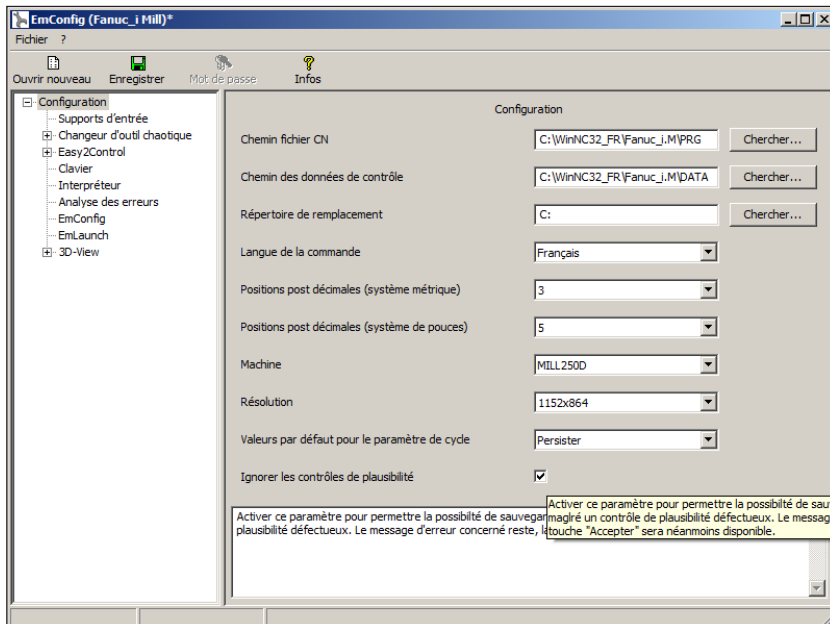 EmConfig (Fanuc_i Mill)*
Fichier ?
Ouvrir nouveau Enregistrer Mot de passe Infos
Configuration
Supports d'entrée
Changeur d'outil chaotique
Easy2Control
Clavier
Interpréteur
Analyse des erreurs
EmConfig
EmLaunch
3D-View
Configuration
Chemin fichier CN C:\WinNC32_FR\Fanuc_i.M\PRG Chercher...
Chemin des données de contrôle C:\WinNC32_FR\Fanuc_i.M\DATA Chercher...
Répertoire de remplacement C: Chercher...
Langue de la commande Français
Positions post décimales (système métrique) 3
Positions post décimales (système de pouces) 5
Machine MILL250D
Résolution 1152x864
Valeurs par défaut pour le paramètre de cycle Persister
Ignorer les contrôles de plausibilité
Activer ce paramètre pour permettre la possibilté de sauvegar
plausibilité défectueux. Le message d'erreur concerné reste, l
Activer ce paramètre pour permettre la possibilté de sau
maglré un contrôle de plausibilité défectueux. Le messag
touche "Accepter" sera néanmoins disponible.